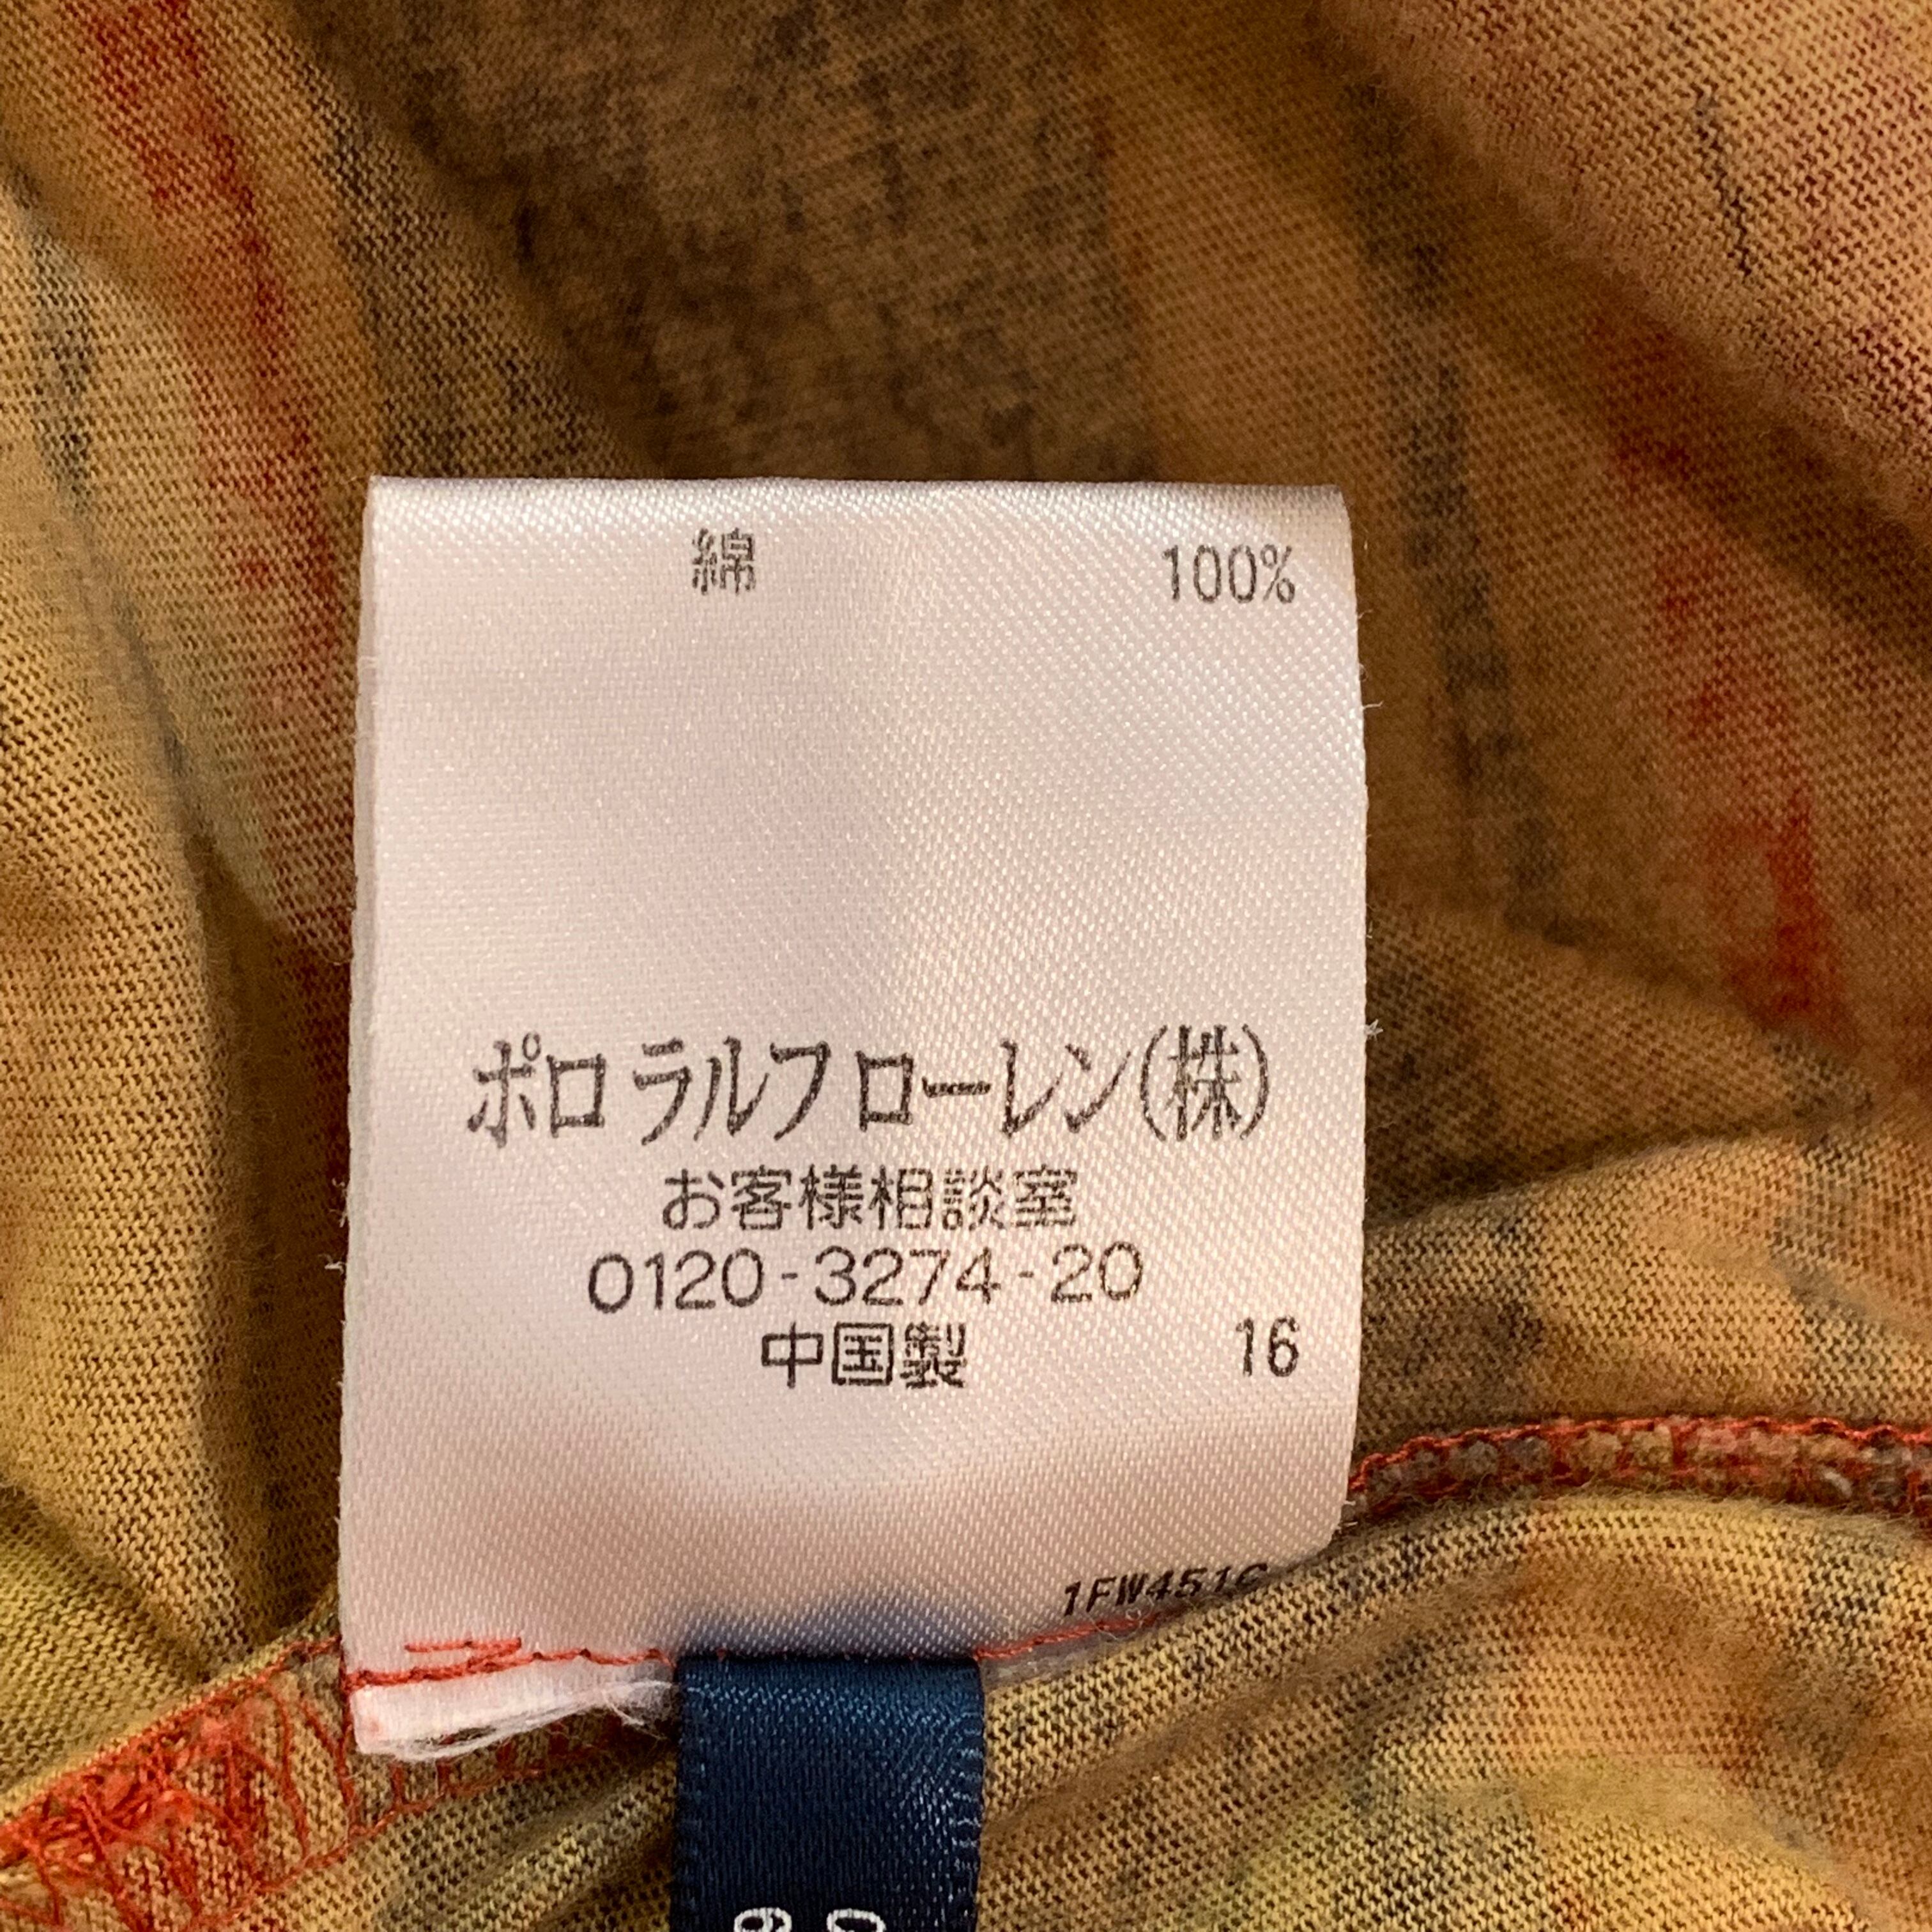 綿 100%
ポロ ラルフ ローレン(株)
お客様相談室
0120-3274-20
中国製 16